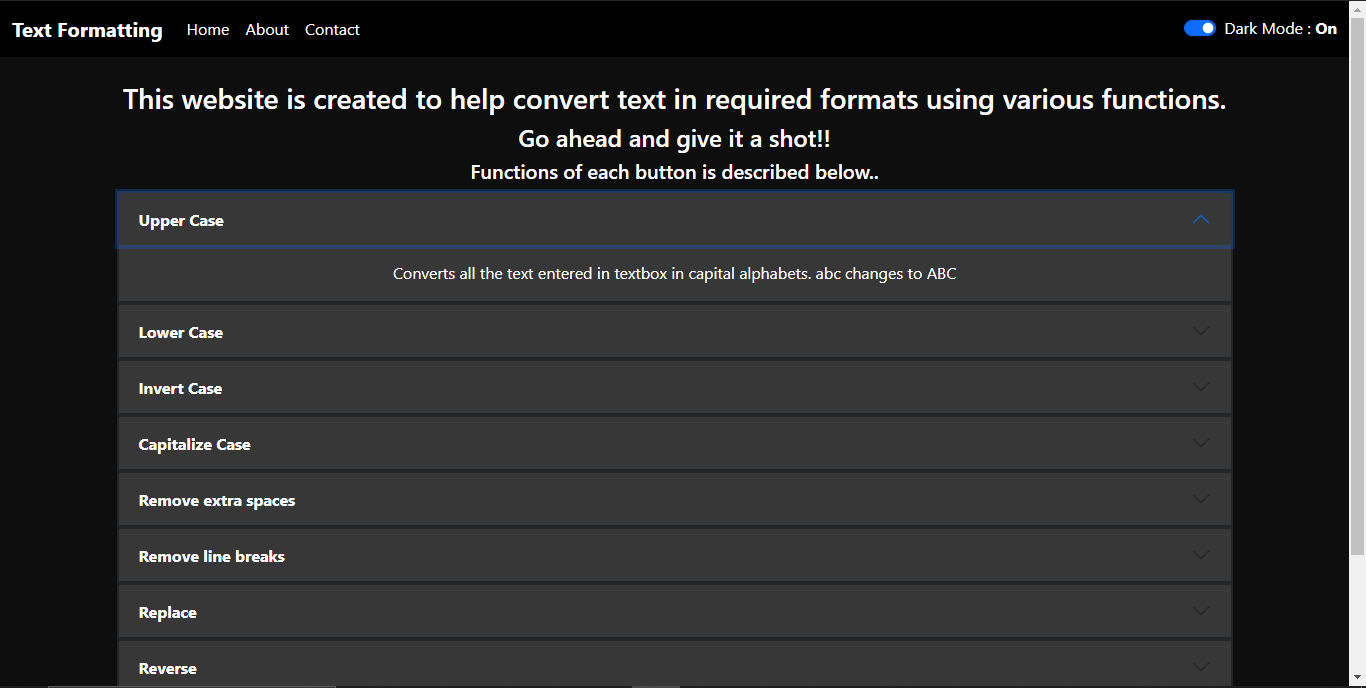 Text Formatting Home About Contact Dark Mode : On
This website is created to help convert text in required formats using various functions.
Go ahead and give it a shot!!
Functions of each button is described below..
Upper Case
Converts all the text entered in textbox in capital alphabets. abc changes to ABC
Lower Case
Invert Case
Capitalize Case
Remove extra spaces
Remove line breaks
Replace
Reverse